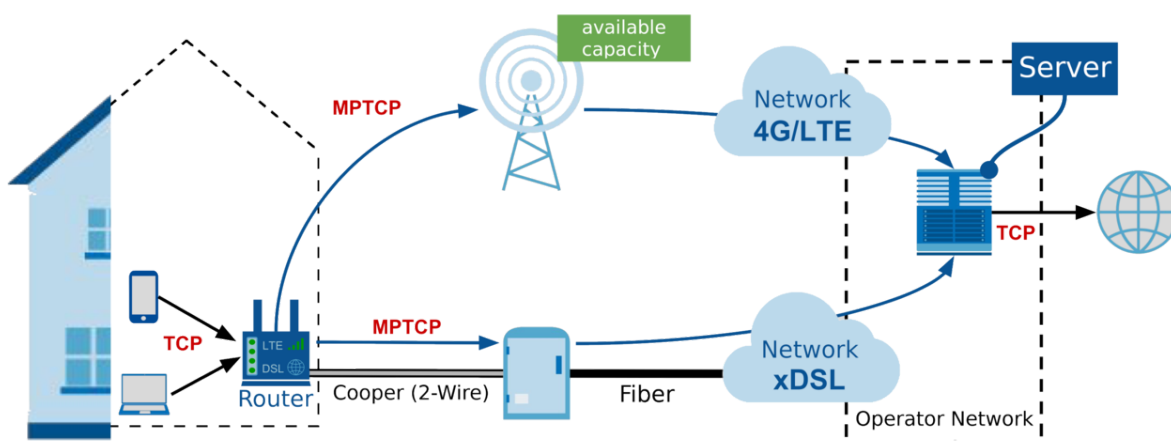 available
capacity
Server
MPTCP
Network
4G/LTE
TCP
TCP
MPTCP
LTE
DSL
Network
xDSL
Router
Cooper (2-Wire)
Fiber
Operator Network